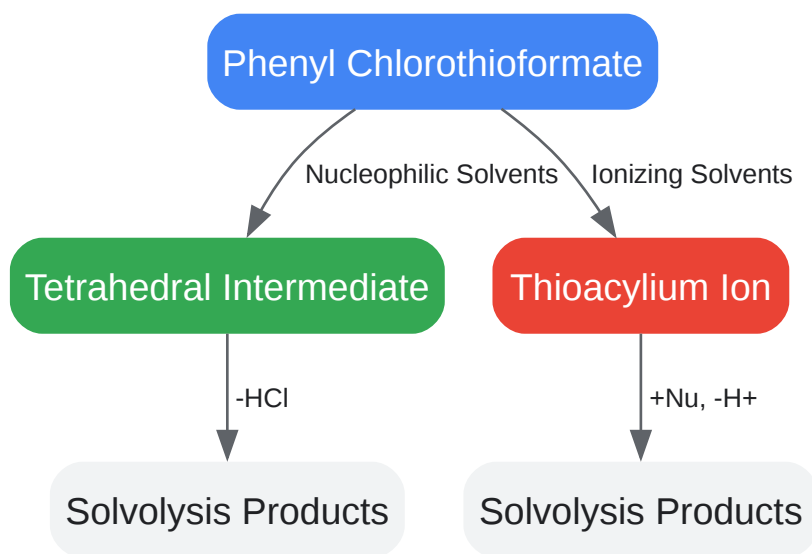 Phenyl Chlorothioformate
Nucleophilic Solvents
Ionizing Solvents
Tetrahedral Intermediate
Thioacylium Ion
-HCl
+Nu, -H+
Solvolysis Products
Solvolysis Products